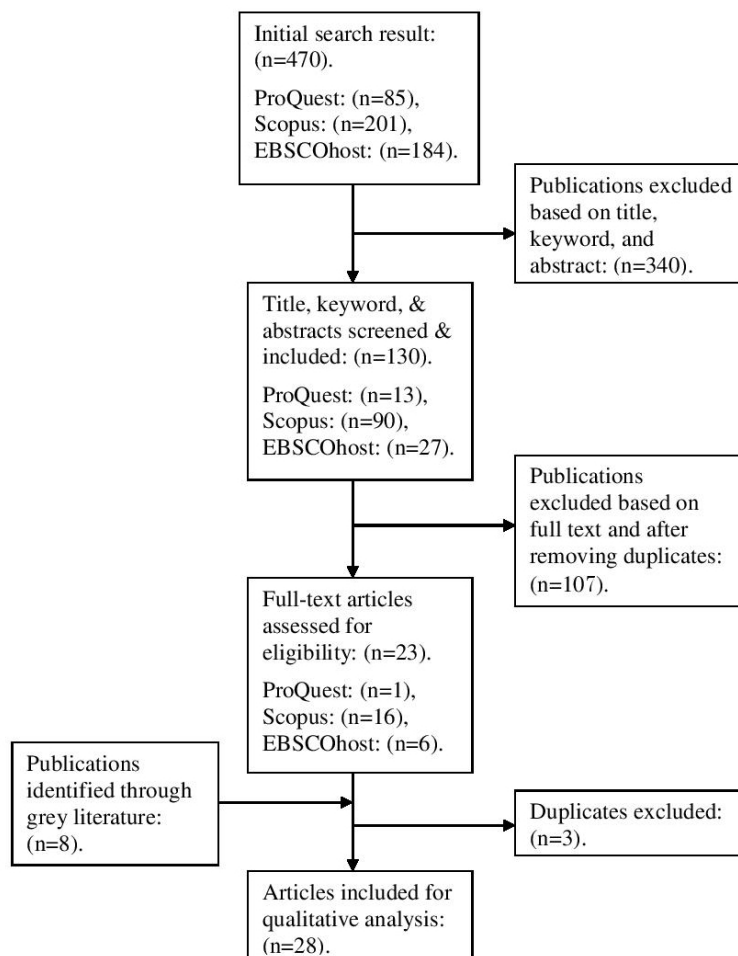 Initial search result:
(n=470).
ProQuest: (n=85),
Scopus: (n=201),
EBSCOhost: (n=184).
Publications excluded
based on title,
keyword, and
abstract: (n=340).
Title, keyword, &
abstracts screened &
included: (n=130).
ProQuest: (n=13),
Scopus: (n=90),
EBSCOhost: (n=27).
Publications
excluded based on
full text and after
removing duplicates:
(n=107).
Full-text articles
assessed for
eligibility: (n=23).
ProQuest: (n=1),
Scopus: (n=16),
EBSCOhost: (n=6).
Publications
identified through
grey literature:
(n=8).
Duplicates excluded:
(n=3).
Articles included for
qualitative analysis:
(n=28).